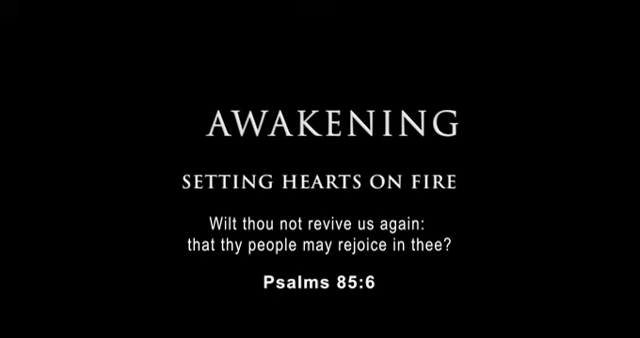 AWAKENING
SETTING HEARTS ON FIRE
Wilt thou not revive us again:
that thy people may rejoice in thee?
Psalms 85:6